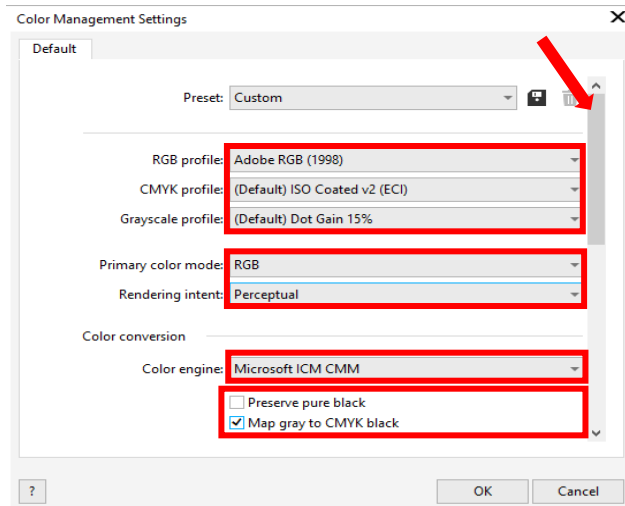 Color Management Settings
Default
Preset: Custom
RGB profile: Adobe RGB (1998)
CMYK profile: (Default) ISO Coated v2 (ECI)
Grayscale profile: (Default) Dot Gain 15%
Primary color mode: RGB
Rendering intent: Perceptual
Color conversion
Color engine: Microsoft ICM CMM
Preserve pure black
Map gray to CMYK black
? OK Cancel